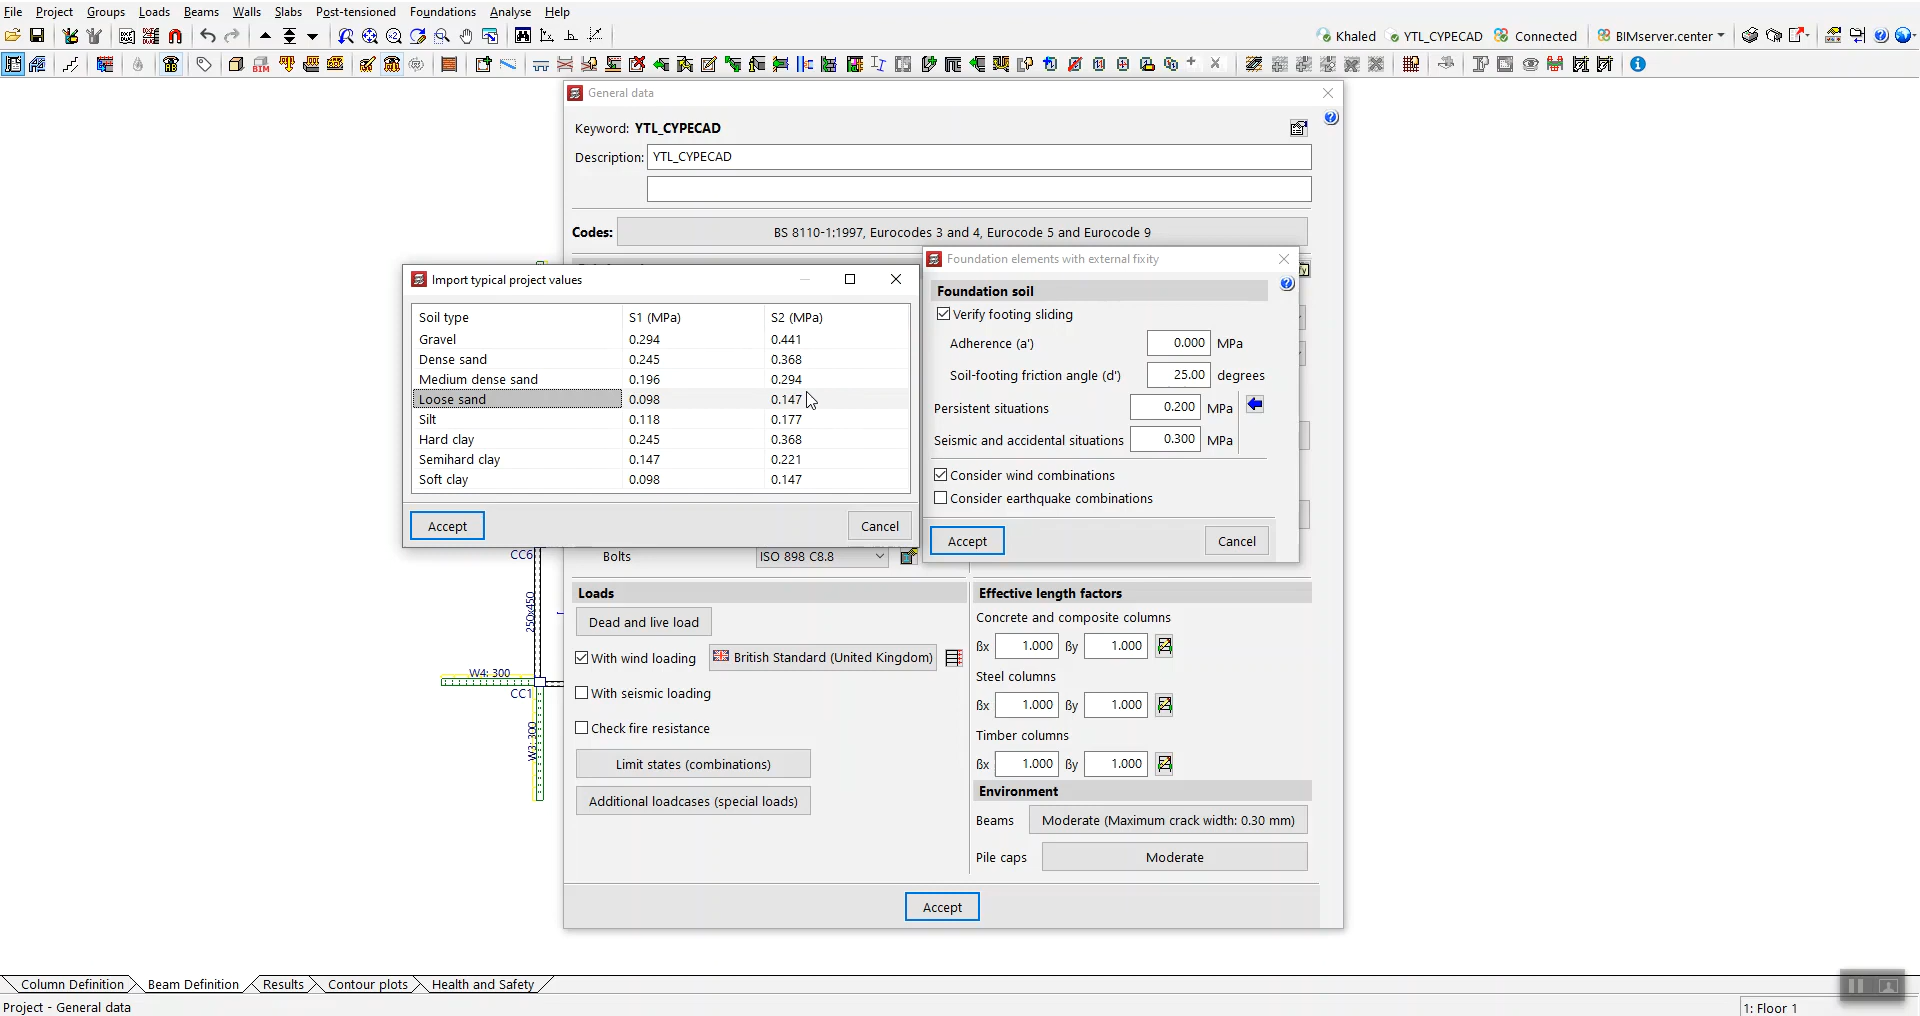 File Project Groups Loads Beams Walls Slabs Post-tensioned Foundations Analyse Help
Khaled YTL_CYPECAD Connected BIMserver.center
General data
Keyword: YTL_CYPECAD
Description: YTL_CYPECAD
Codes: BS 8110-1:1997, Eurocodes 3 and 4, Eurocode 5 and Eurocode 9
Import typical project values
Soil type S1 (MPa) S2 (MPa)
Gravel 0.294 0.441
Dense sand 0.245 0.368
Medium dense sand 0.196 0.294
Loose sand 0.098 0.147
Silt 0.118 0.177
Hard clay 0.245 0.368
Semihard clay 0.147 0.221
Soft clay 0.098 0.147
Accept Cancel
Foundation elements with external fixity
Foundation soil
Verify footing sliding
Adherence (a') 0.000 MPa
Soil-footing friction angle (d') 25.00 degrees
Persistent situations 0.200 MPa
Seismic and accidental situations 0.300 MPa
Consider wind combinations
Consider earthquake combinations
Accept Cancel
Bolts ISO 898 C8.8
Loads
Dead and live load
With wind loading British Standard (United Kingdom)
With seismic loading
Check fire resistance
Limit states (combinations)
Additional loadcases (special loads)
Effective length factors
Concrete and composite columns
ßx 1.000 ßy 1.000
Steel columns
ßx 1.000 ßy 1.000
Timber columns
ßx 1.000 ßy 1.000
Environment
Beams Moderate (Maximum crack width: 0.30 mm)
Pile caps Moderate
Accept
CC6
250x450
W4: 300
CC1
W3: 300
Column Definition Beam Definition Results Contour plots Health and Safety
Project - General data
1: Floor 1